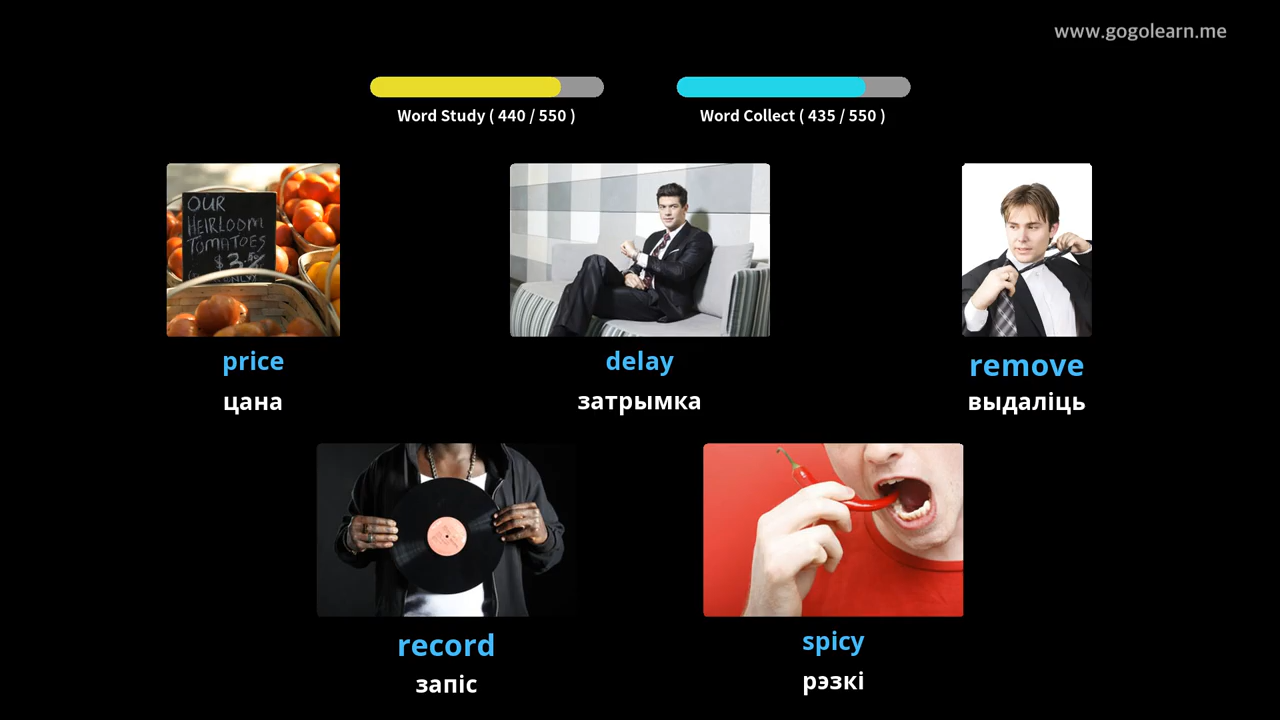 www.gogolearn.me
Word Study ( 440 / 550 )
Word Collect ( 435 / 550 )
OUR
HEIRLOOM
TOMATOES
price
delay
remove
цана
затрымка
выдаліць
record
spicy
запіс
рэзкі